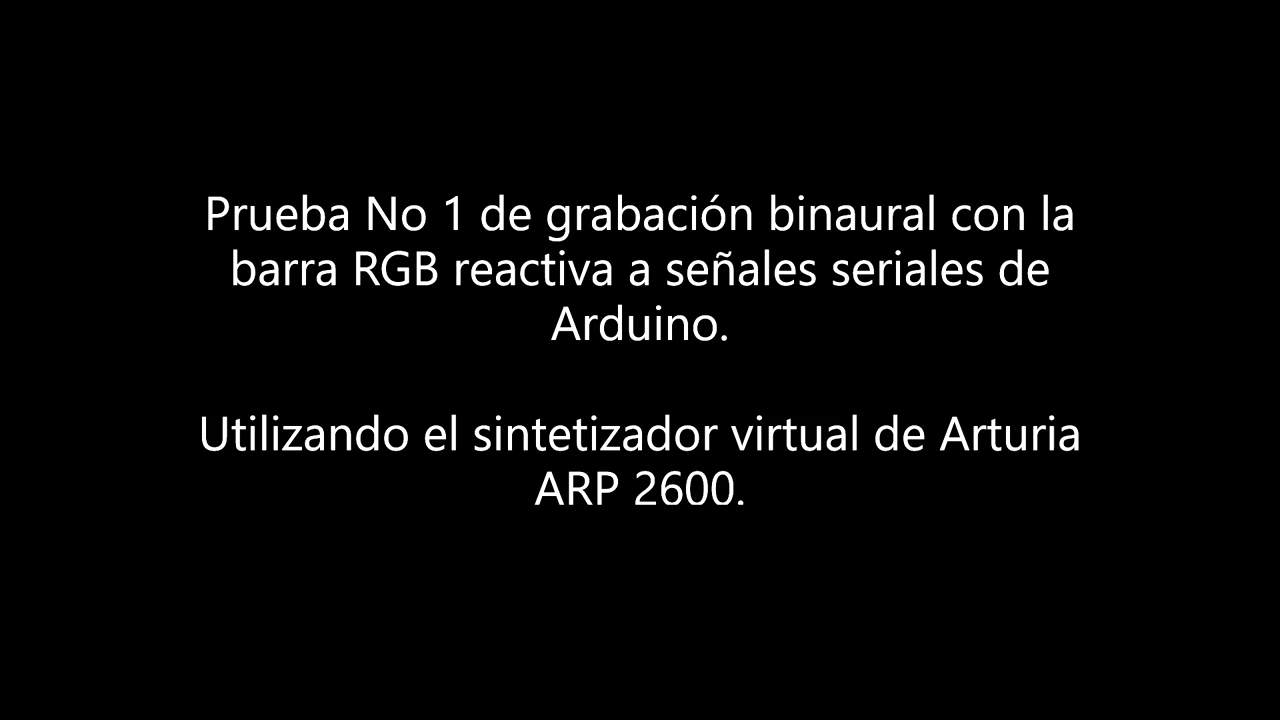 Prueba No 1 de grabación binaural con la
barra RGB reactiva a señales seriales de
Arduino.
Utilizando el sintetizador virtual de Arturia
ARP 2600.